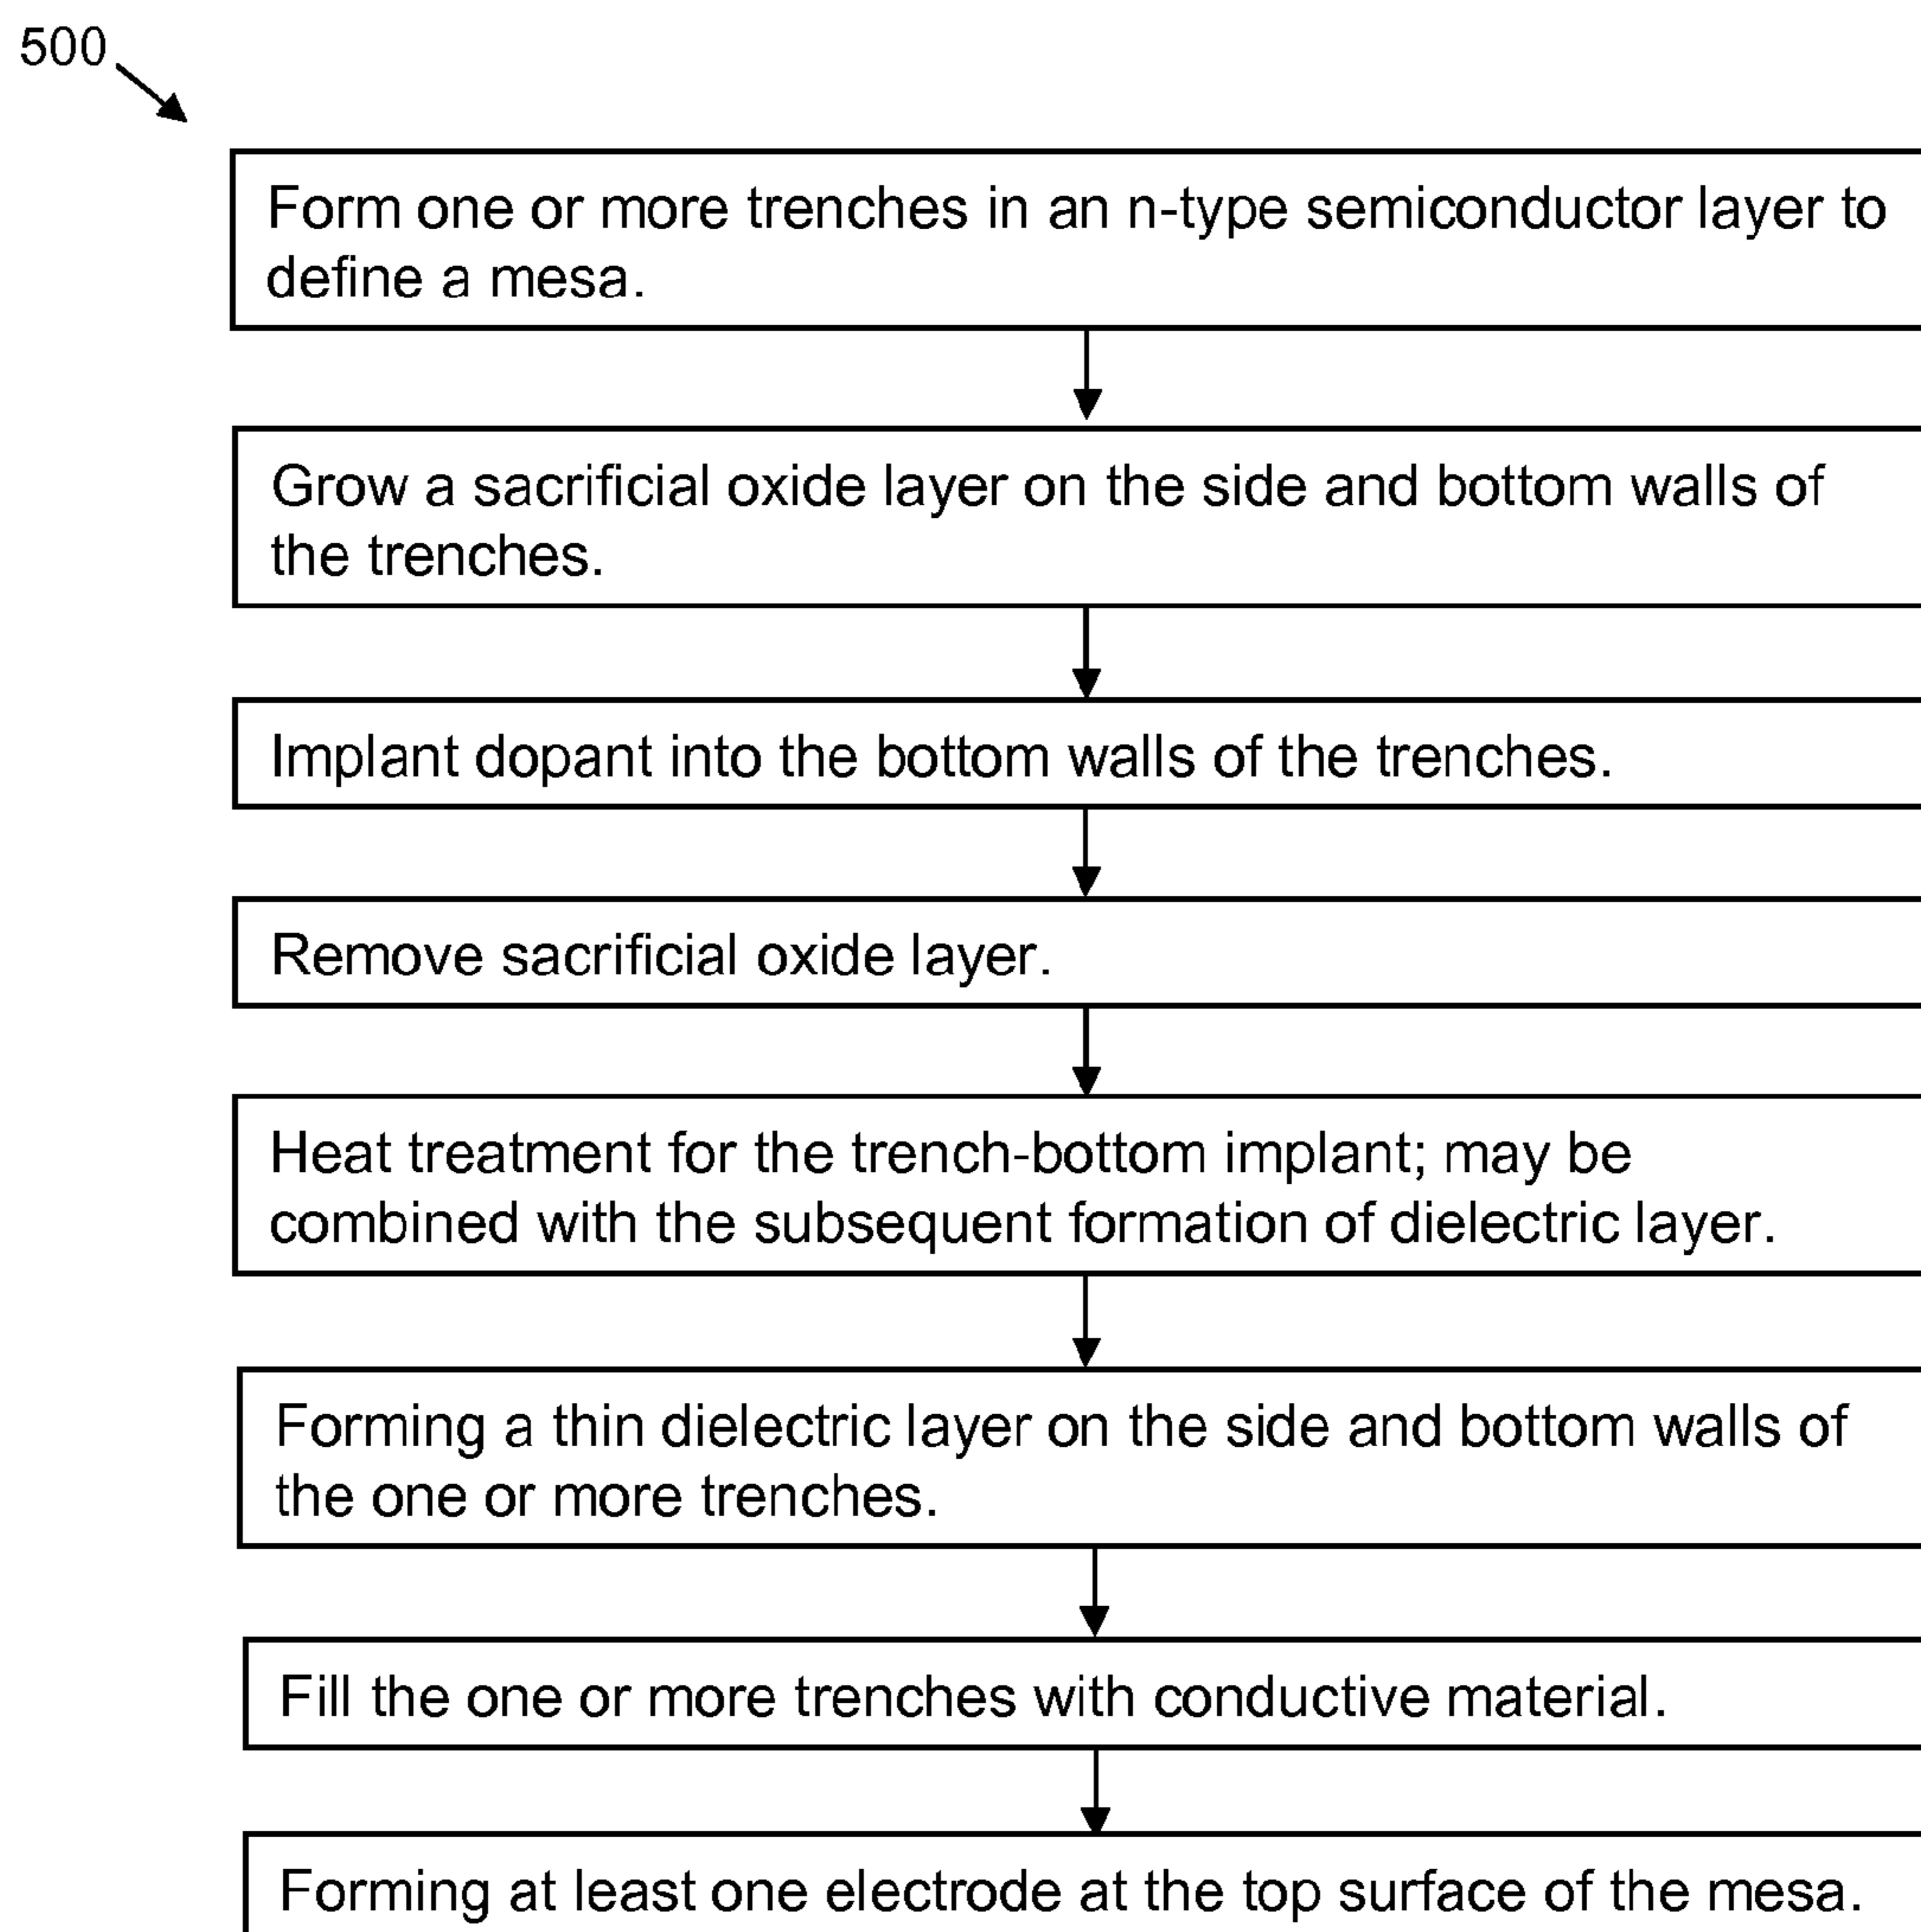 500
Form one or more trenches in an n-type semiconductor layer to
define a mesa.
Grow a sacrificial oxide layer on the side and bottom walls of
the trenches.
Implant dopant into the bottom walls of the trenches.
Remove sacrificial oxide layer.
Heat treatment for the trench-bottom implant; may be
combined with the subsequent formation of dielectric layer.
Forming a thin dielectric layer on the side and bottom walls of
the one or more trenches.
Fill the one or more trenches with conductive material.
Forming at least one electrode at the top surface of the mesa.